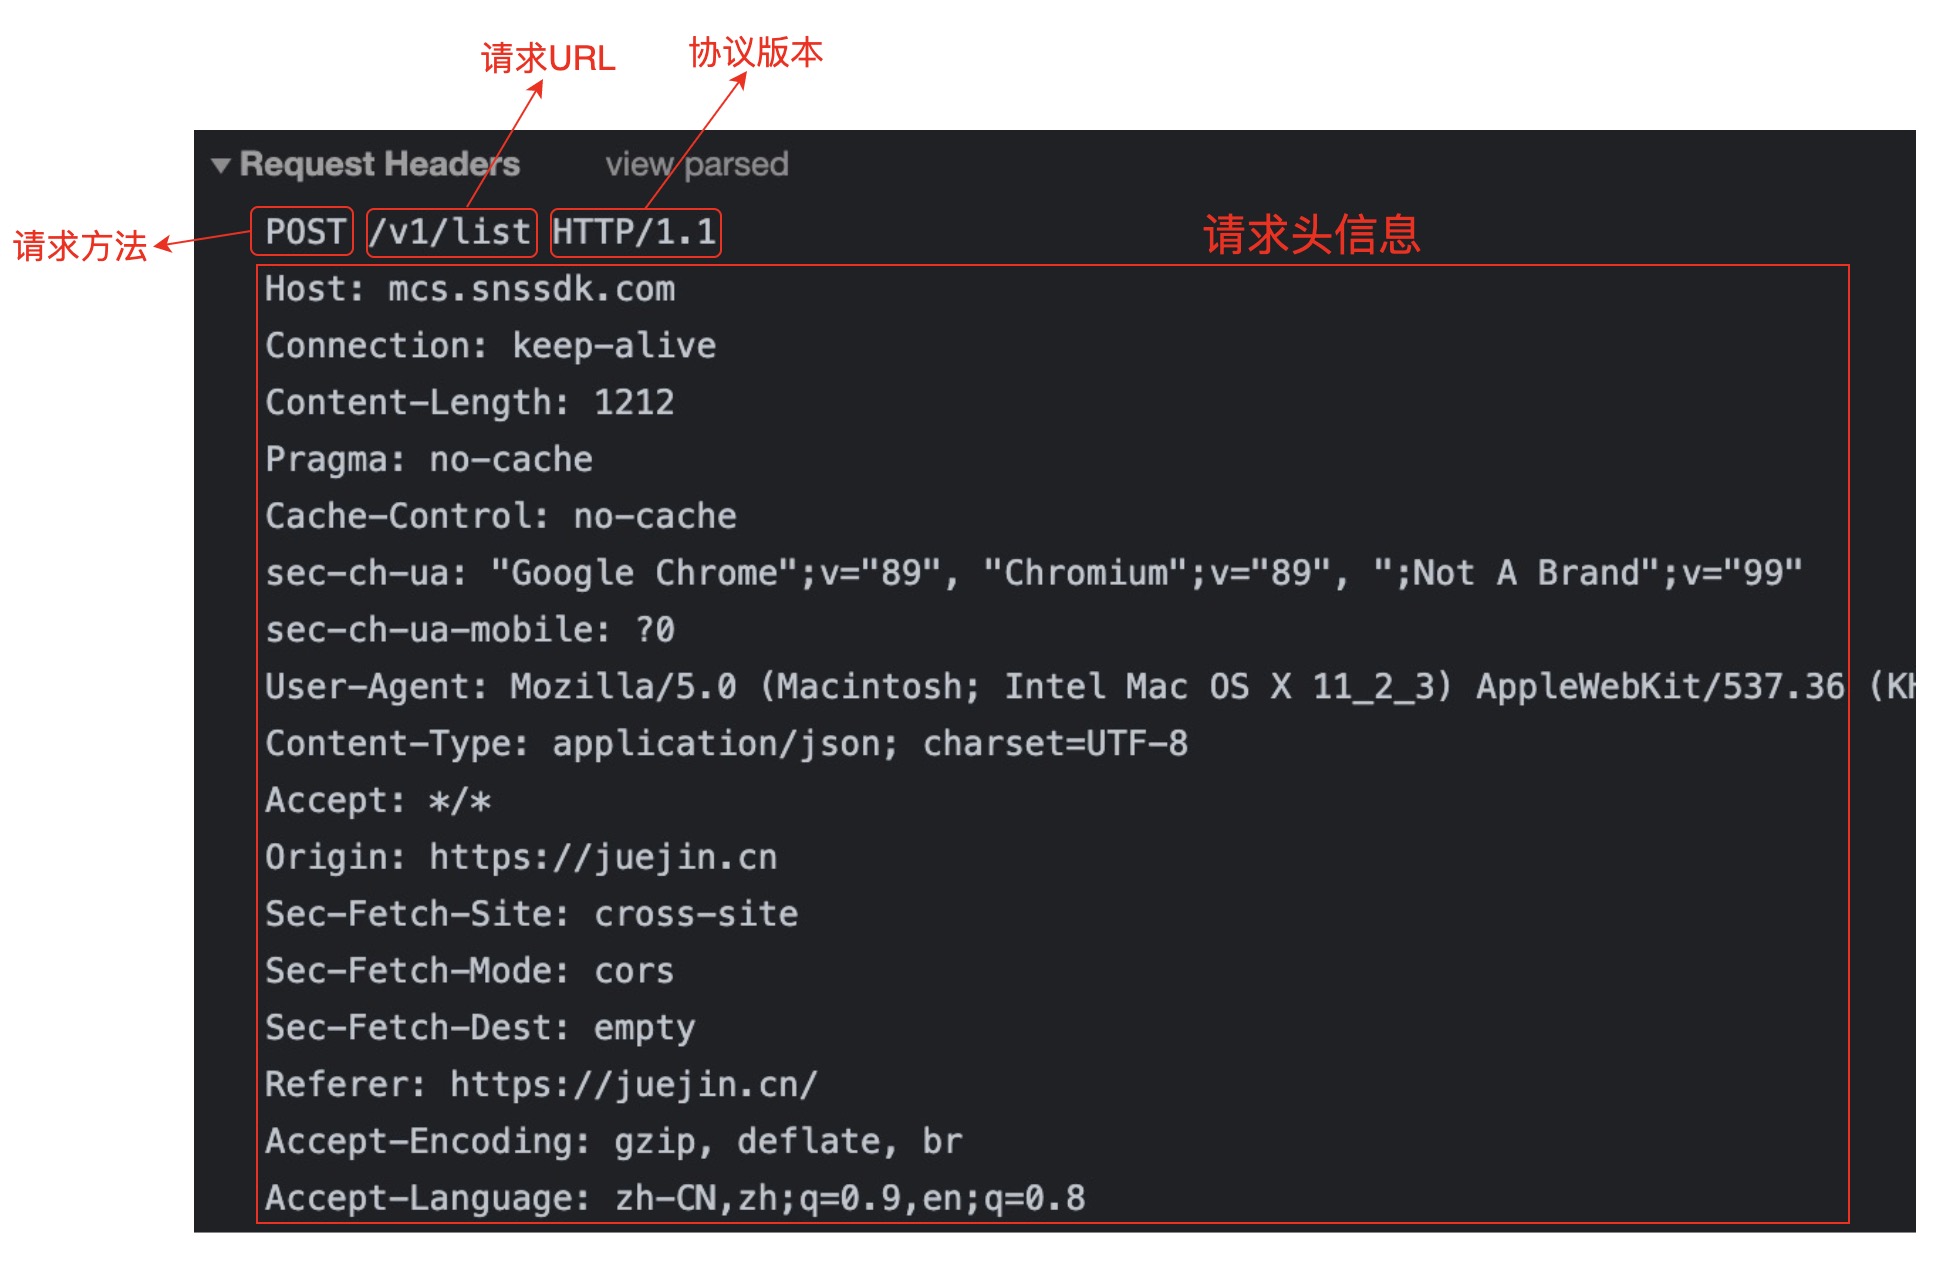 请求URL
协议版本
Request Headers view parsed
请求方法
POST /v1/list HTTP/1.1
请求头信息
Host: mcs.snssdk.com
Connection: keep-alive
Content-Length: 1212
Pragma: no-cache
Cache-Control: no-cache
sec-ch-ua: "Google Chrome";v="89", "Chromium";v="89", ";Not A Brand";v="99"
sec-ch-ua-mobile: ?0
User-Agent: Mozilla/5.0 (Macintosh; Intel Mac OS X 11_2_3) AppleWebKit/537.36 (KH
Content-Type: application/json; charset=UTF-8
Accept: */*
Origin: https://juejin.cn
Sec-Fetch-Site: cross-site
Sec-Fetch-Mode: cors
Sec-Fetch-Dest: empty
Referer: https://juejin.cn/
Accept-Encoding: gzip, deflate, br
Accept-Language: zh-CN,zh;q=0.9,en;q=0.8